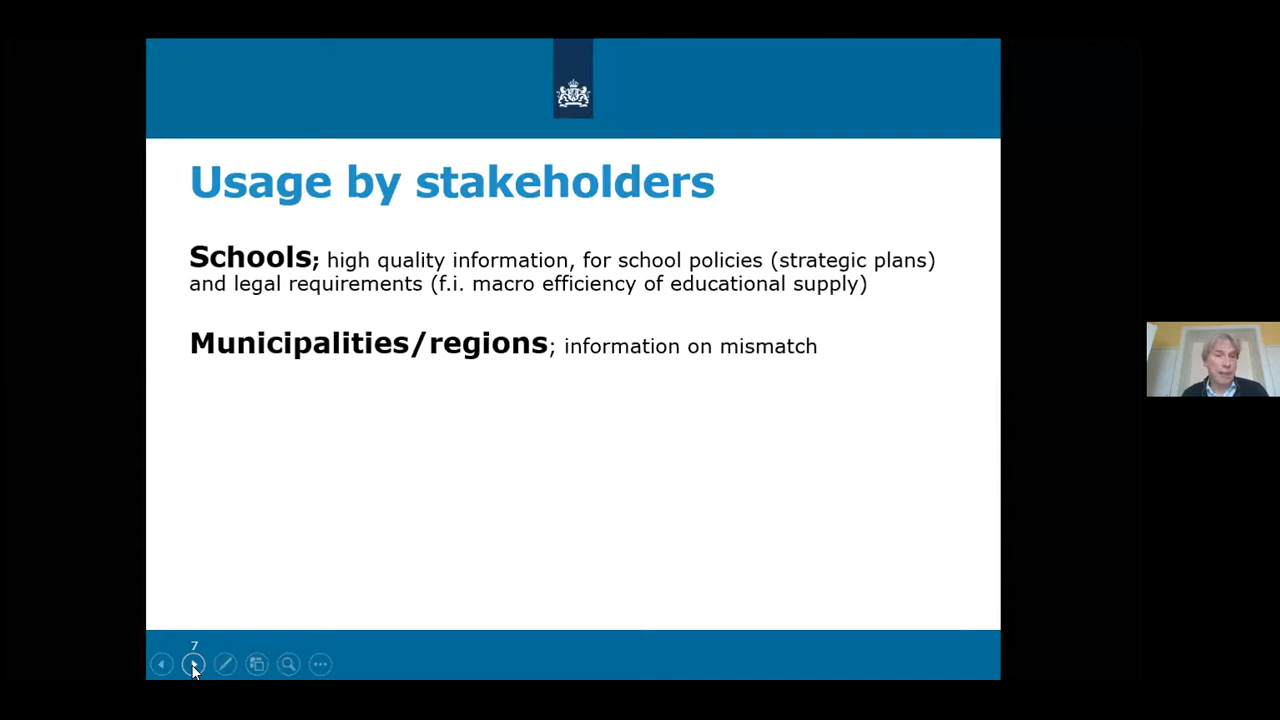 Usage by stakeholders
Schools; high quality information, for school policies (strategic plans)
and legal requirements (f.i. macro efficiency of educational supply)
Municipalities/regions; information on mismatch
7